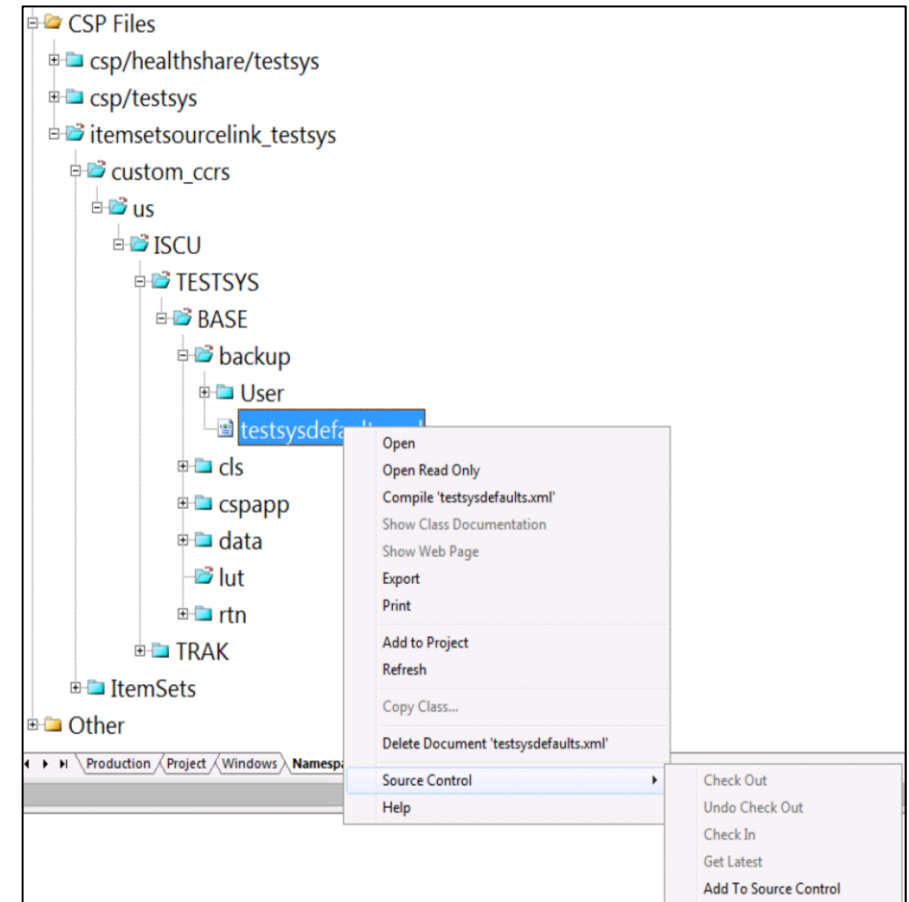 CSP Files
csp/healthshare/testsys
csp/testsys
itemsetsourcelink_testsys
custom_ccrs
us
ISCU
TESTSYS
BASE
backup
User
Open
Open Read Only
Compile 'testsysdefaults.xml'
Show Class Documentation
Show Web Page
Export
Print
Add to Project
Refresh
Copy Class...
Delete Document 'testsysdefaults.xml'
Source Control
Help
cls
cspapp
data
lut
rtn
TRAK
ItemSets
Other
Production Project Windows
Check Out
Undo Check Out
Check In
Get Latest
Add To Source Control